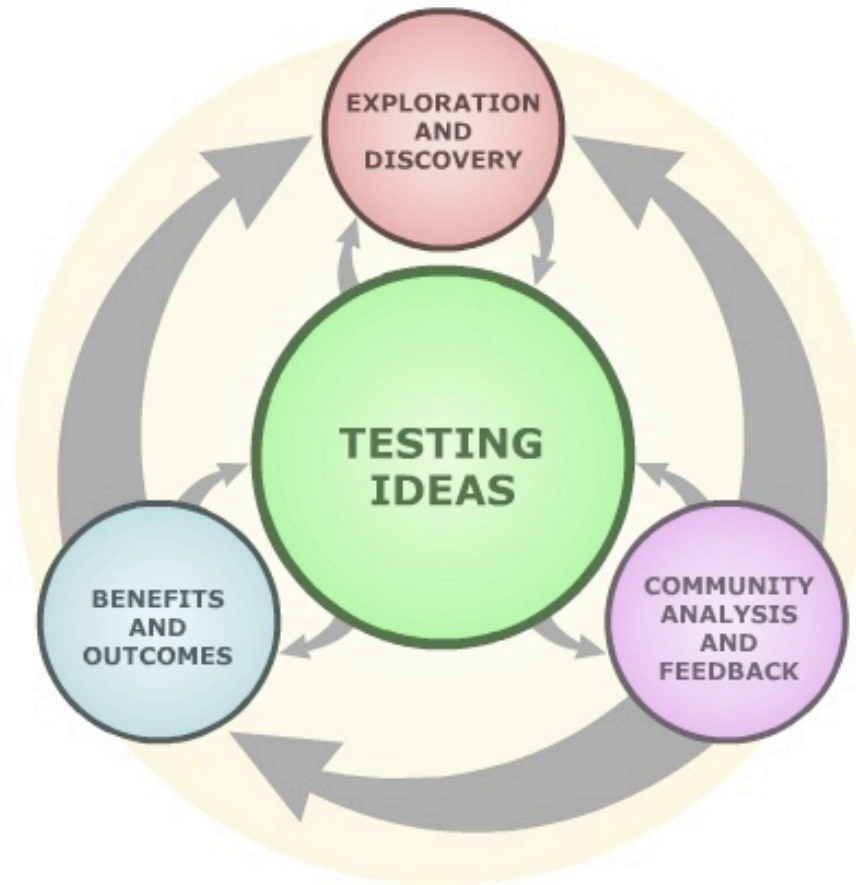 EXPLORATION
AND
DISCOVERY
TESTING
IDEAS
BENEFITS
AND
OUTCOMES
COMMUNITY
ANALYSIS
AND
FEEDBACK